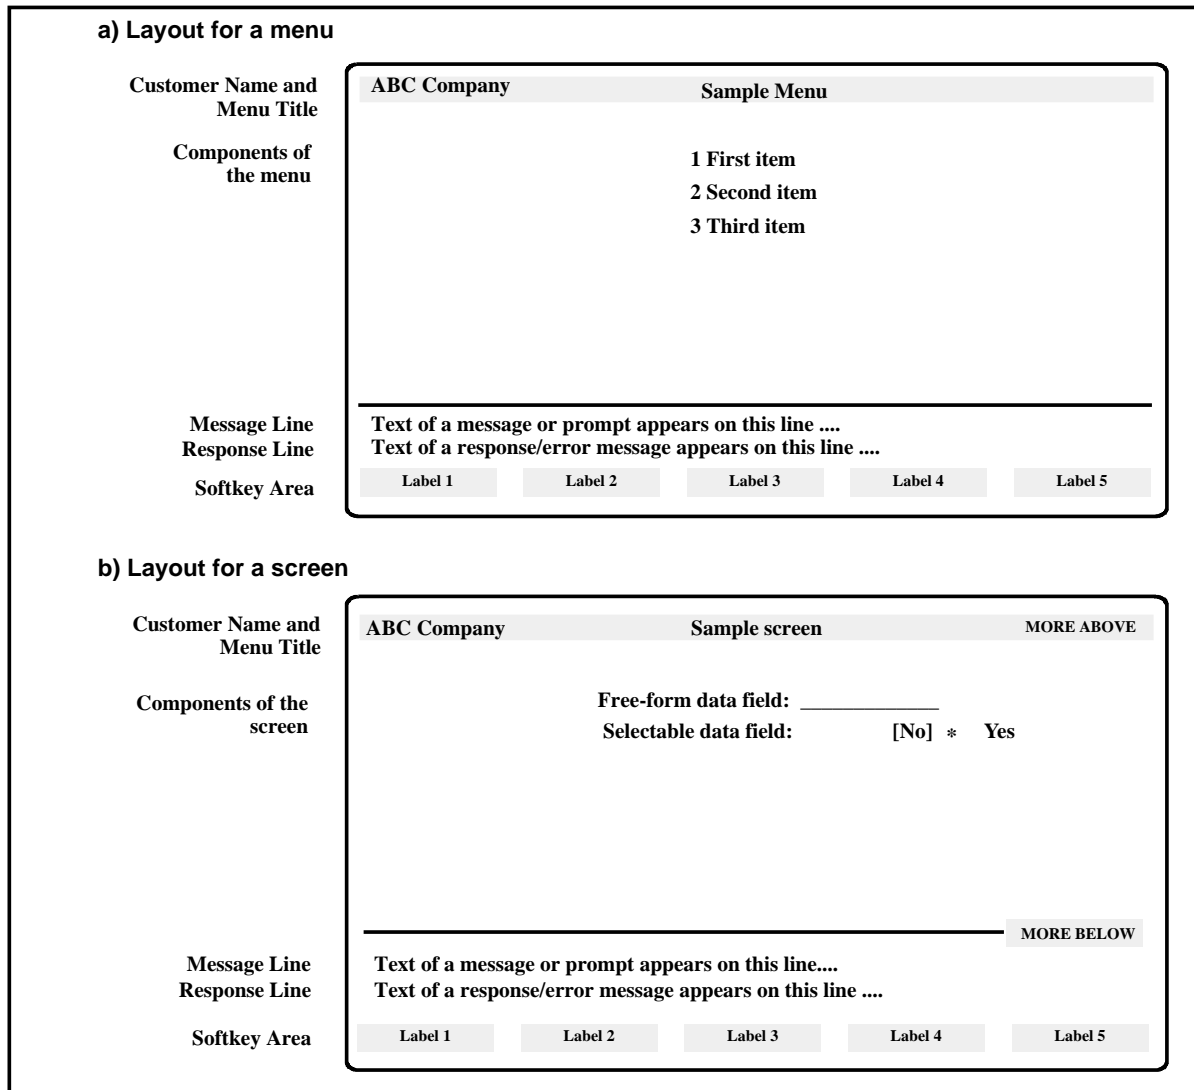 a) Layout for a menu
Customer Name and
Menu Title
ABC Company
Sample Menu
Components of
the menu
1 First item
2 Second item
3 Third item
Message Line
Text of a message or prompt appears on this line ....
Response Line
Text of a response/error message appears on this line ....
Softkey Area
Label 1 Label 2 Label 3 Label 4 Label 5
b) Layout for a screen
Customer Name and
Menu Title
ABC Company
Sample screen
MORE ABOVE
Components of the
screen
Free-form data field: _____________
Selectable data field: [No] * Yes
MORE BELOW
Message Line
Text of a message or prompt appears on this line....
Response Line
Text of a response/error message appears on this line ....
Softkey Area
Label 1 Label 2 Label 3 Label 4 Label 5